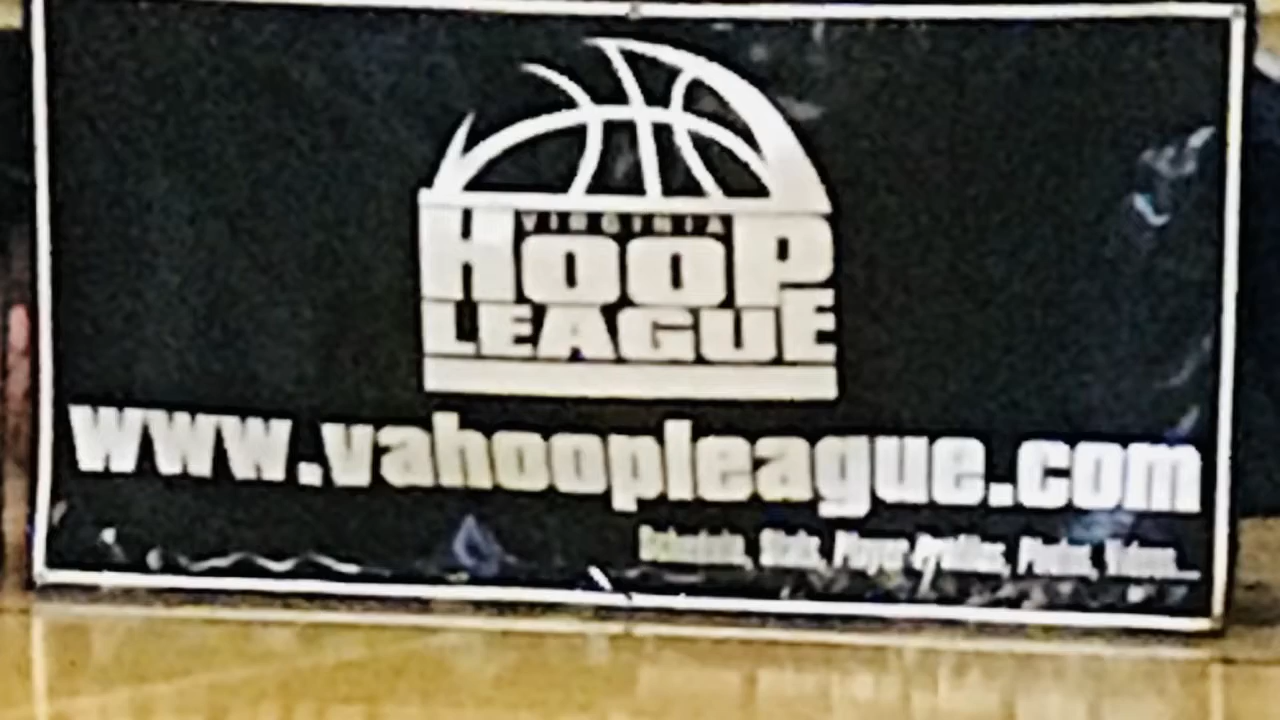 VIRGINIA
HOOP
LEAGUE
www.vahoopleague.com
Schedule, Stats, Player Profiles, Photos, Videos...